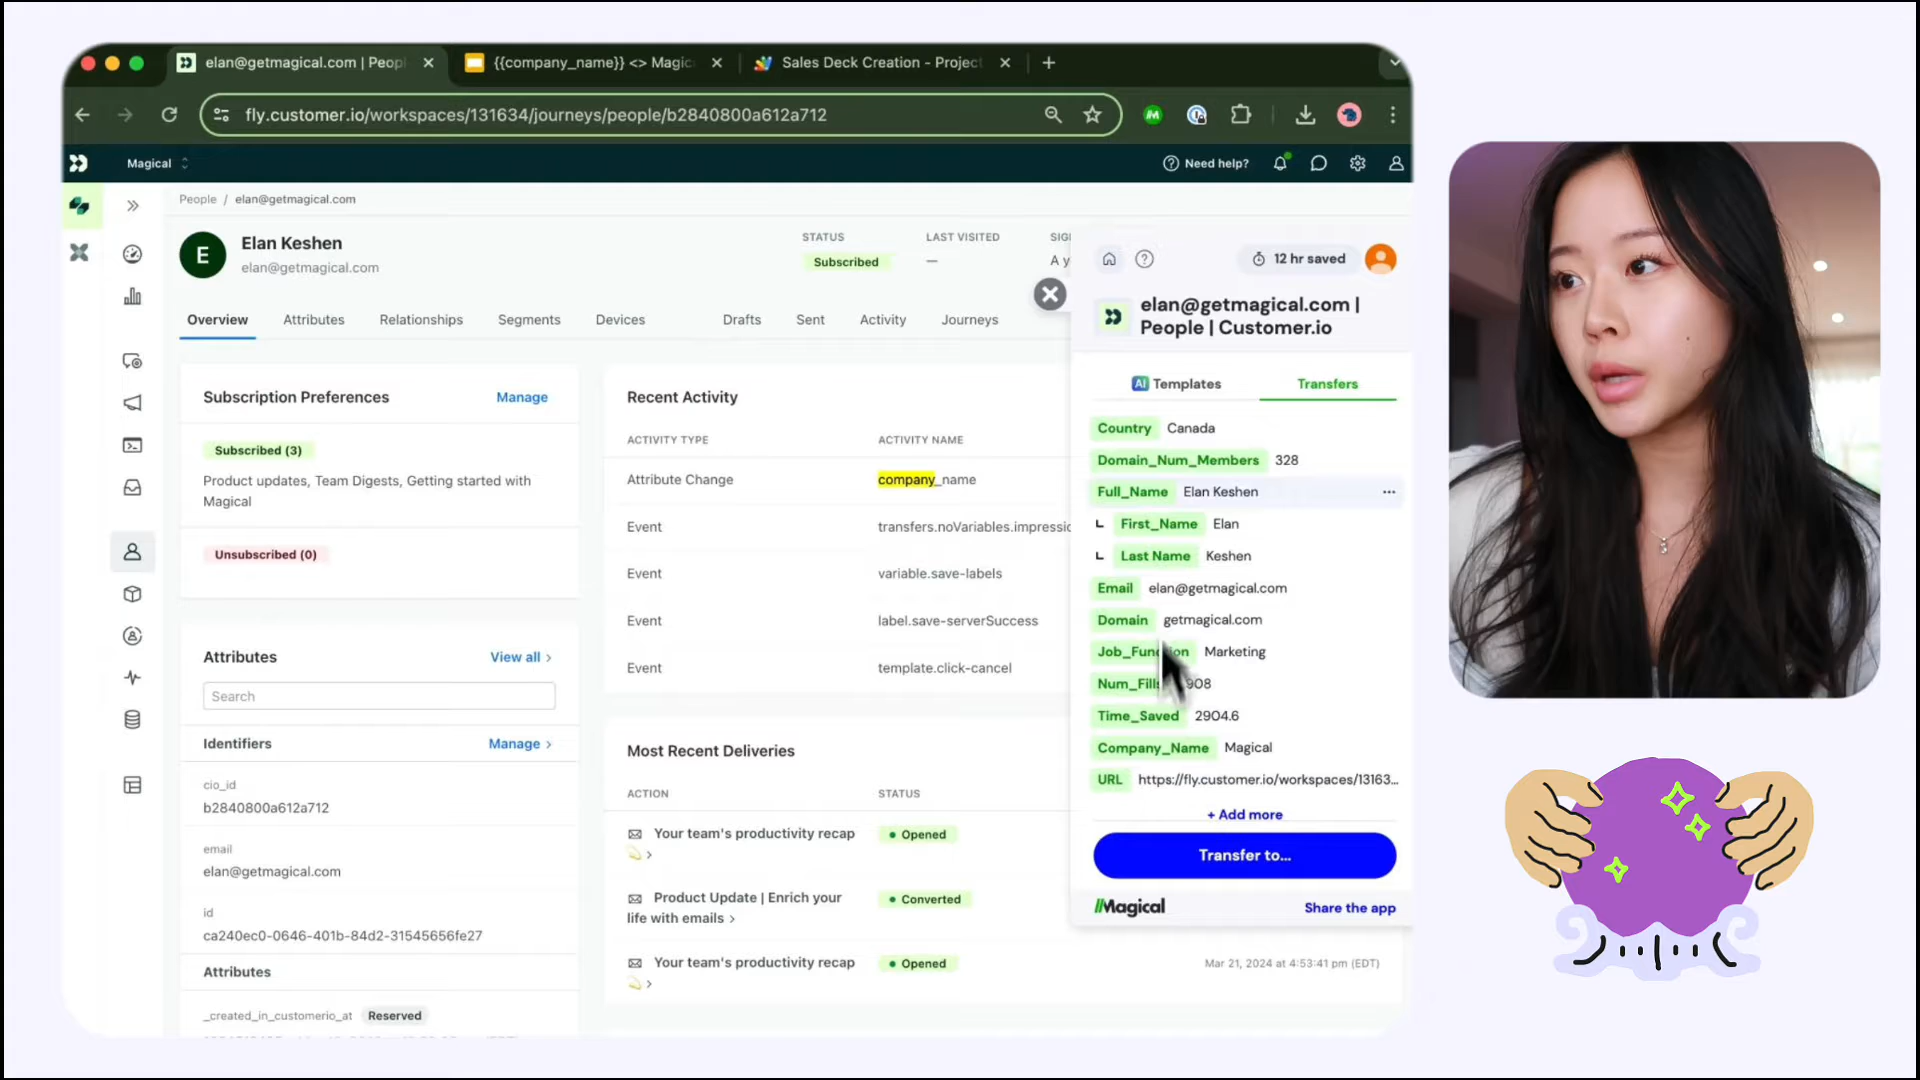 elan@getmagical.com | Peop
{{company_name}} <> Magic
Sales Deck Creation - Project
fly.customer.io/workspaces/131634/journeys/people/b2840800a612a712
Magical
Need help?
People / elan@getmagical.com
E
Elan Keshen
elan@getmagical.com
STATUS
Subscribed
LAST VISITED
—
SIG
A y
Overview
Attributes
Relationships
Segments
Devices
Drafts
Sent
Activity
Journeys
Subscription Preferences
Manage
Subscribed (3)
Product updates, Team Digests, Getting started with
Magical
Unsubscribed (0)
Attributes
View all >
Search
Identifiers
Manage >
cio_id
b2840800a612a712
email
elan@getmagical.com
id
ca240ec0-0646-401b-84d2-31545656fe27
Attributes
_created_in_customerio_at Reserved
Recent Activity
ACTIVITY TYPE
ACTIVITY NAME
Attribute Change
company_name
Event
transfers.noVariables.impressio
Event
variable.save-labels
Event
label.save-serverSuccess
Event
template.click-cancel
Most Recent Deliveries
ACTION
STATUS
Your team's productivity recap
Opened
Product Update | Enrich your
life with emails >
Converted
Your team's productivity recap
Opened
Mar 21, 2024 at 4:53:41 pm (EDT)
12 hr saved
elan@getmagical.com |
People | Customer.io
AI Templates
Transfers
Country Canada
Domain_Num_Members 328
Full_Name Elan Keshen
First_Name Elan
Last Name Keshen
Email elan@getmagical.com
Domain getmagical.com
Job_Function Marketing
Num_Fills 908
Time_Saved 2904.6
Company_Name Magical
URL https://fly.customer.io/workspaces/13163...
+ Add more
Transfer to...
Magical
Share the app